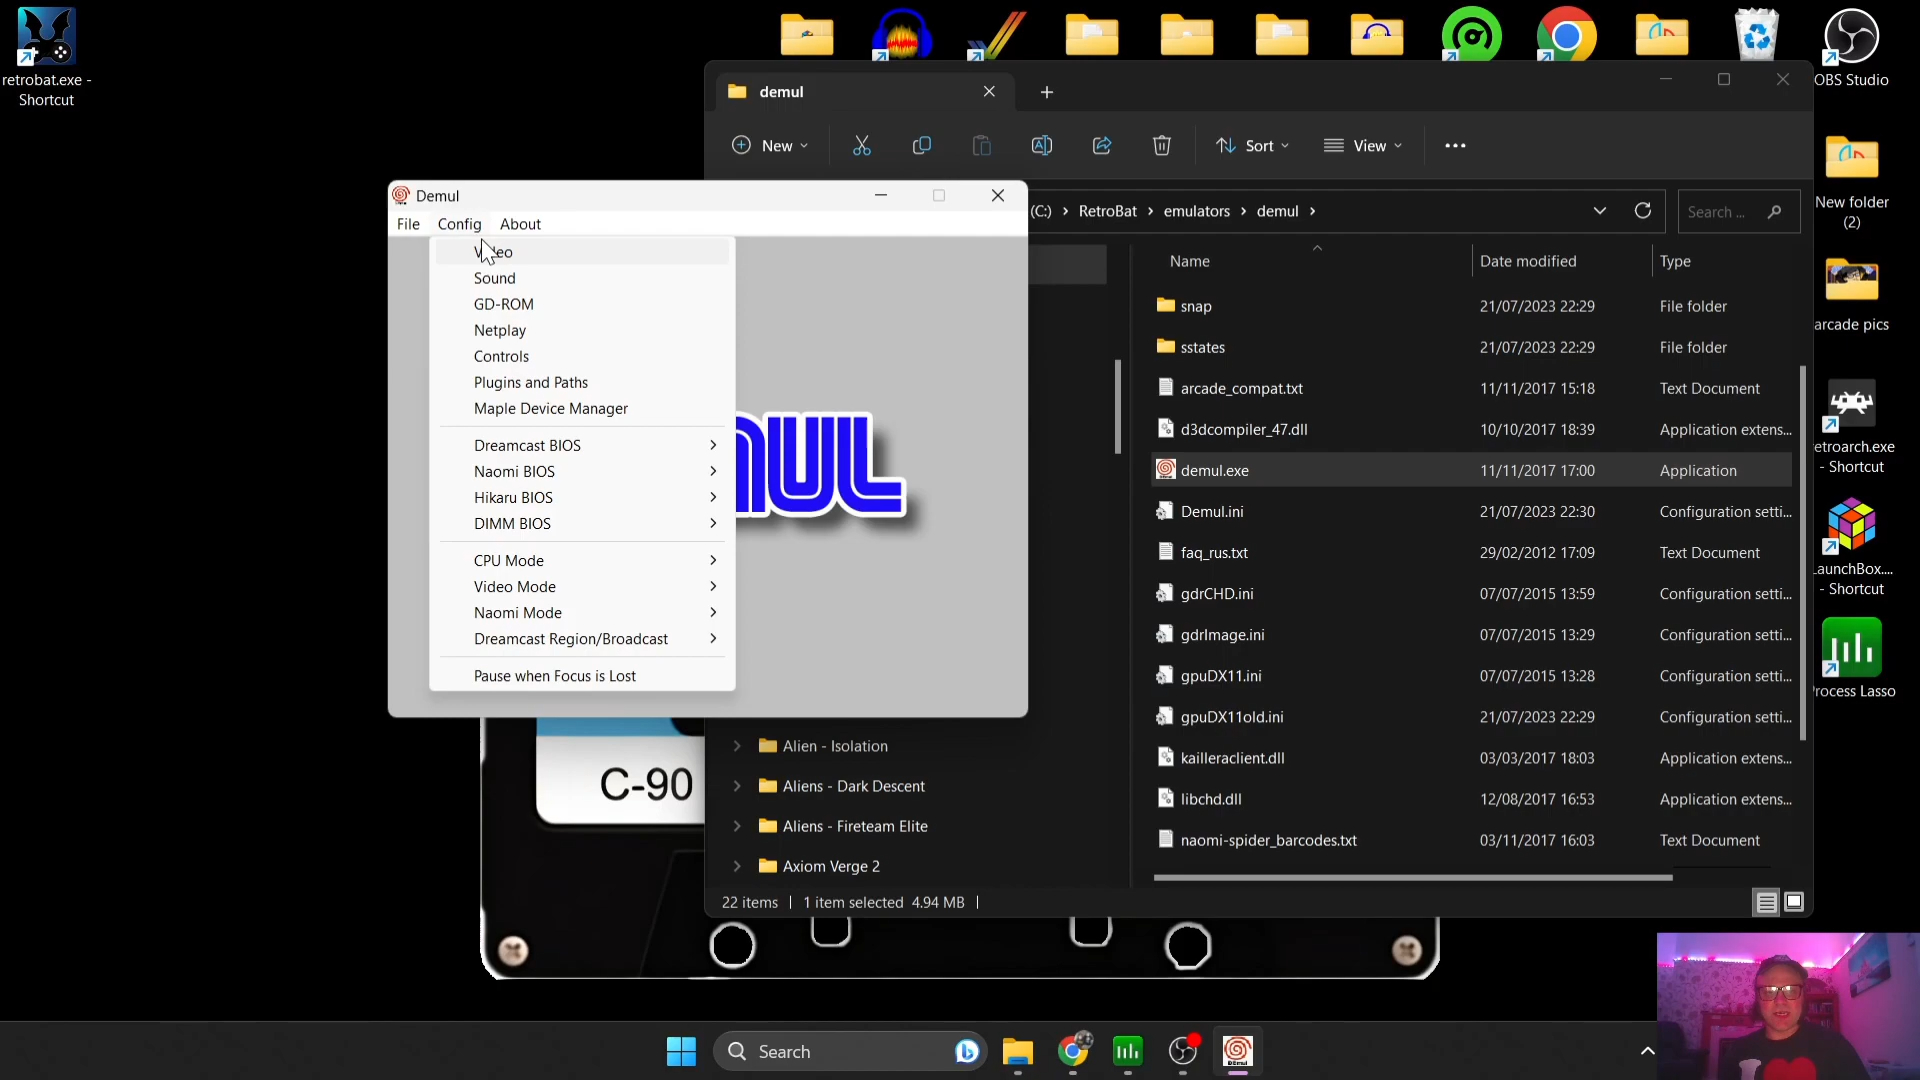 retrobat.exe -
Shortcut
OBS Studio
New folder
(2)
arcade pics
etroarch.exe
- Shortcut
LaunchBox....
- Shortcut
Process Lasso
demul
New
Sort
View
(C:) > RetroBat > emulators > demul >
Search ...
Name
Date modified
Type
snap 21/07/2023 22:29 File folder
sstates 21/07/2023 22:29 File folder
arcade_compat.txt 11/11/2017 15:18 Text Document
d3dcompiler_47.dll 10/10/2017 18:39 Application extens...
demul.exe 11/11/2017 17:00 Application
Demul.ini 21/07/2023 22:30 Configuration setti...
faq_rus.txt 29/02/2012 17:09 Text Document
gdrCHD.ini 07/07/2015 13:59 Configuration setti...
gdrImage.ini 07/07/2015 13:29 Configuration setti...
gpuDX11.ini 07/07/2015 13:28 Configuration setti...
gpuDX11old.ini 21/07/2023 22:29 Configuration setti...
kailleraclient.dll 03/03/2017 18:03 Application extens...
libchd.dll 12/08/2017 16:53 Application extens...
naomi-spider_barcodes.txt 03/11/2017 16:03 Text Document
Alien - Isolation
Aliens - Dark Descent
Aliens - Fireteam Elite
Axiom Verge 2
22 items | 1 item selected 4.94 MB |
Demul
File Config About
Video
Sound
GD-ROM
Netplay
Controls
Plugins and Paths
Maple Device Manager
Dreamcast BIOS
Naomi BIOS
Hikaru BIOS
DIMM BIOS
CPU Mode
Video Mode
Naomi Mode
Dreamcast Region/Broadcast
Pause when Focus is Lost
C-90
Search